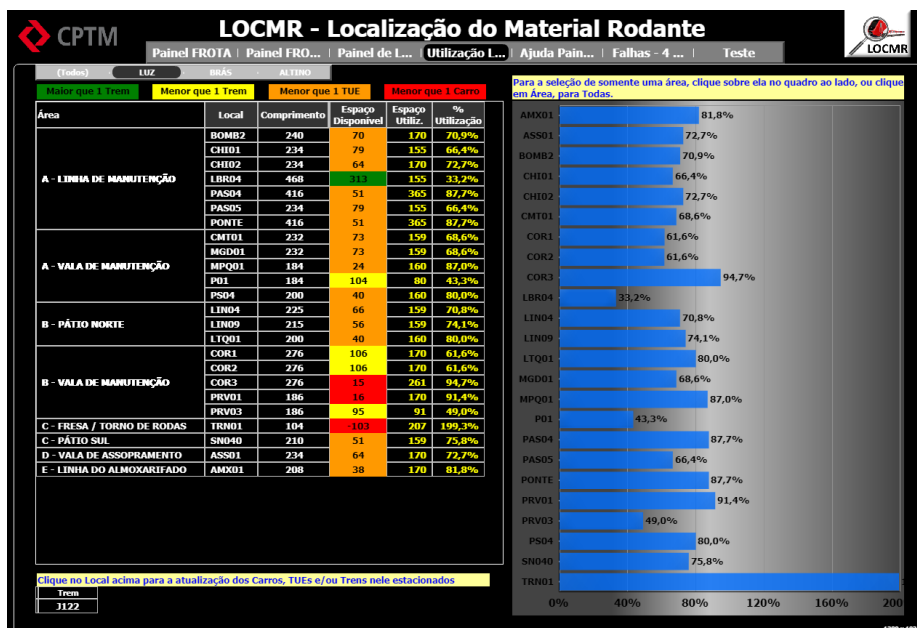 CPTM
LOCMR - Localização do Material Rodante
LOCMR
Painel FROTA | Painel FRO... | Painel de L... | Utilização L... | Ajuda Pain... | Falhas - 4 ... | Teste
(Todos) LUZ BRÁS ALTINO
Maior que 1 Trem Menor que 1 Trem Menor que 1 TUE Menor que 1 Carro
Área Local Comprimento Espaço Disponível Espaço Utiliz. % Utilização
A - LINHA DE MANUTENÇÃO
BOMB2 240 70 170 70,9%
CHI01 234 79 155 66,4%
CHI02 234 64 170 72,7%
LBR04 468 313 155 33,2%
PAS04 416 51 365 87,7%
PAS05 234 79 155 66,4%
PONTE 416 51 365 87,7%
A - VALA DE MANUTENÇÃO
CMT01 232 73 159 68,6%
MGD01 232 73 159 68,6%
MPQ01 184 24 160 87,0%
P01 184 104 80 43,3%
PS04 200 40 160 80,0%
B - PÁTIO NORTE
LIN04 225 66 159 70,8%
LIN09 215 56 159 74,1%
LTQ01 200 40 160 80,0%
B - VALA DE MANUTENÇÃO
COR1 276 106 170 61,6%
COR2 276 106 170 61,6%
COR3 276 15 261 94,7%
PRV01 186 16 170 91,4%
PRV03 186 95 91 49,0%
C - FRESA / TORNO DE RODAS TRN01 104 -103 207 199,3%
C - PÁTIO SUL SN040 210 51 159 75,8%
D - VALA DE ASSOPRAMENTO ASS01 234 64 170 72,7%
E - LINHA DO ALMOXARIFADO AMX01 208 38 170 81,8%
Clique no Local acima para a atualização dos Carros, TUEs e/ou Trens nele estacionados
Trem
J122
Para a seleção de somente uma área, clique sobre ela no quadro ao lado, ou clique
em Área, para Todas.
AMX01 81,8%
ASS01 72,7%
BOMB2 70,9%
CHI01 66,4%
CHI02 72,7%
CMT01 68,6%
COR1 61,6%
COR2 61,6%
COR3 94,7%
LBR04 33,2%
LIN04 70,8%
LIN09 74,1%
LTQ01 80,0%
MGD01 68,6%
MPQ01 87,0%
P01 43,3%
PAS04 87,7%
PAS05 66,4%
PONTE 87,7%
PRV01 91,4%
PRV03 49,0%
PS04 80,0%
SN040 75,8%
TRN01
0% 40% 80% 120% 160% 200